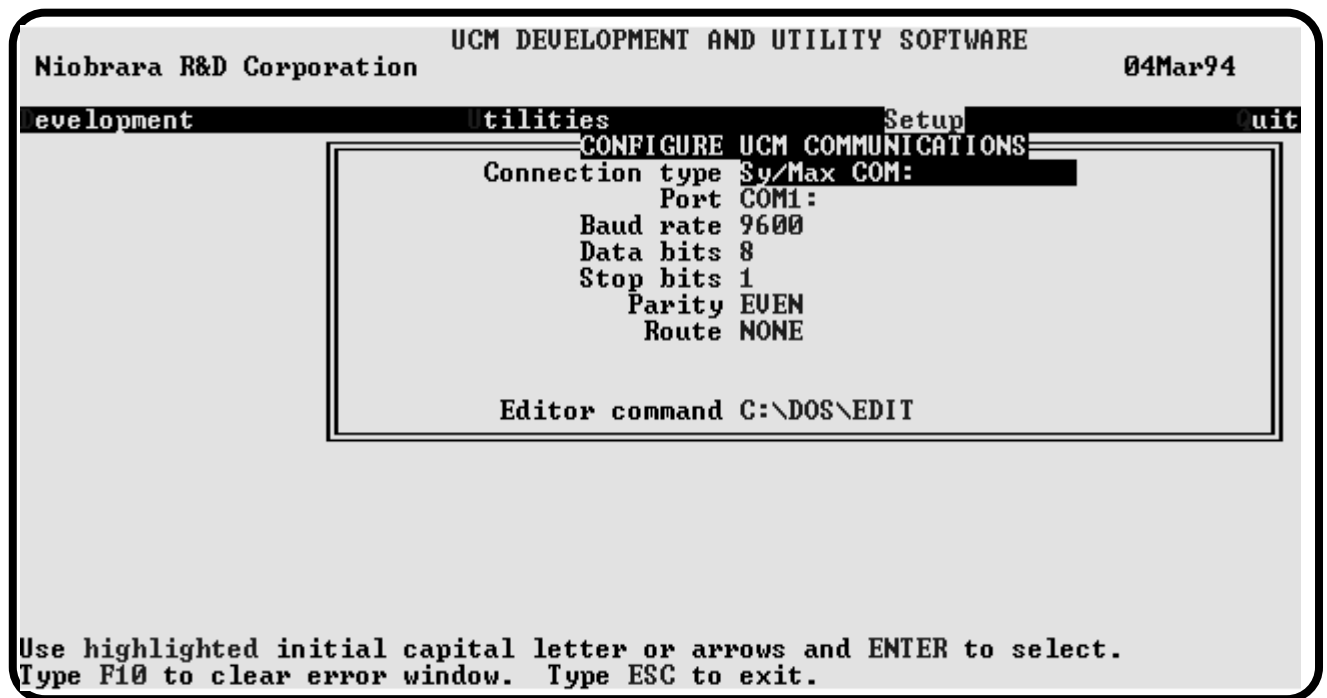 UCM DEVELOPMENT AND UTILITY SOFTWARE
Niobrara R&D Corporation 04Mar94
Development Utilities Setup Quit
CONFIGURE UCM COMMUNICATIONS
Connection type Sy/Max COM:
Port COM1:
Baud rate 9600
Data bits 8
Stop bits 1
Parity EVEN
Route NONE
Editor command C:\DOS\EDIT
Use highlighted initial capital letter or arrows and ENTER to select.
Type F10 to clear error window. Type ESC to exit.